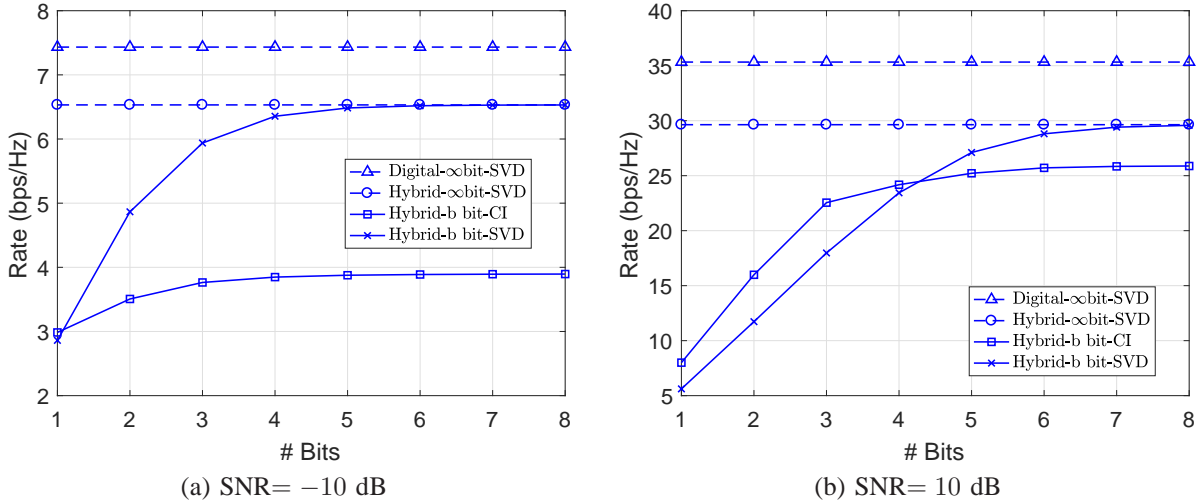 8
7
6
5
4
3
2
1 2 3 4 5 6 7 8
Rate (bps/Hz)
# Bits
Digital-∞bit-SVD
Hybrid-∞bit-SVD
Hybrid-b bit-CI
Hybrid-b bit-SVD
(a) SNR= −10 dB
40
35
30
25
20
15
10
5
1 2 3 4 5 6 7 8
Rate (bps/Hz)
# Bits
Digital-∞bit-SVD
Hybrid-∞bit-SVD
Hybrid-b bit-CI
Hybrid-b bit-SVD
(b) SNR= 10 dB